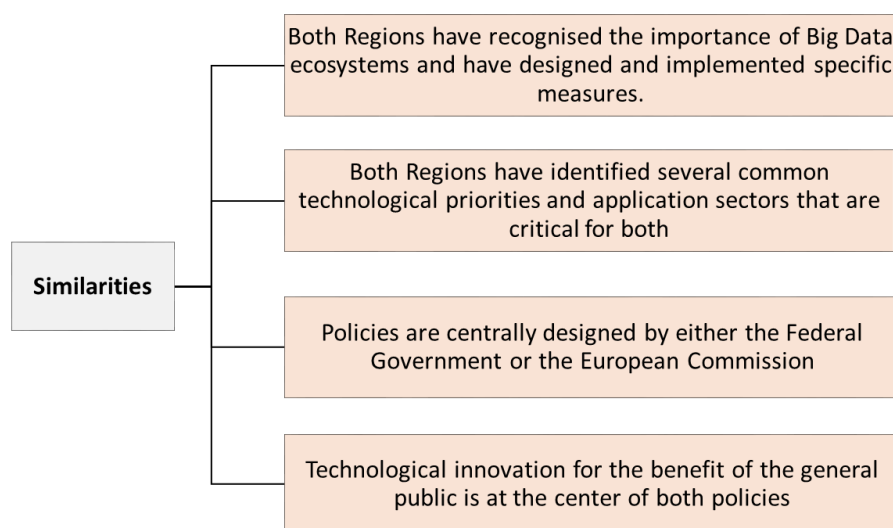 Both Regions have recognised the importance of Big Data
ecosystems and have designed and implemented specific
measures.
Both Regions have identified several common
technological priorities and application sectors that are
critical for both
Similarities
Policies are centrally designed by either the Federal
Government or the European Commission
Technological innovation for the benefit of the general
public is at the center of both policies